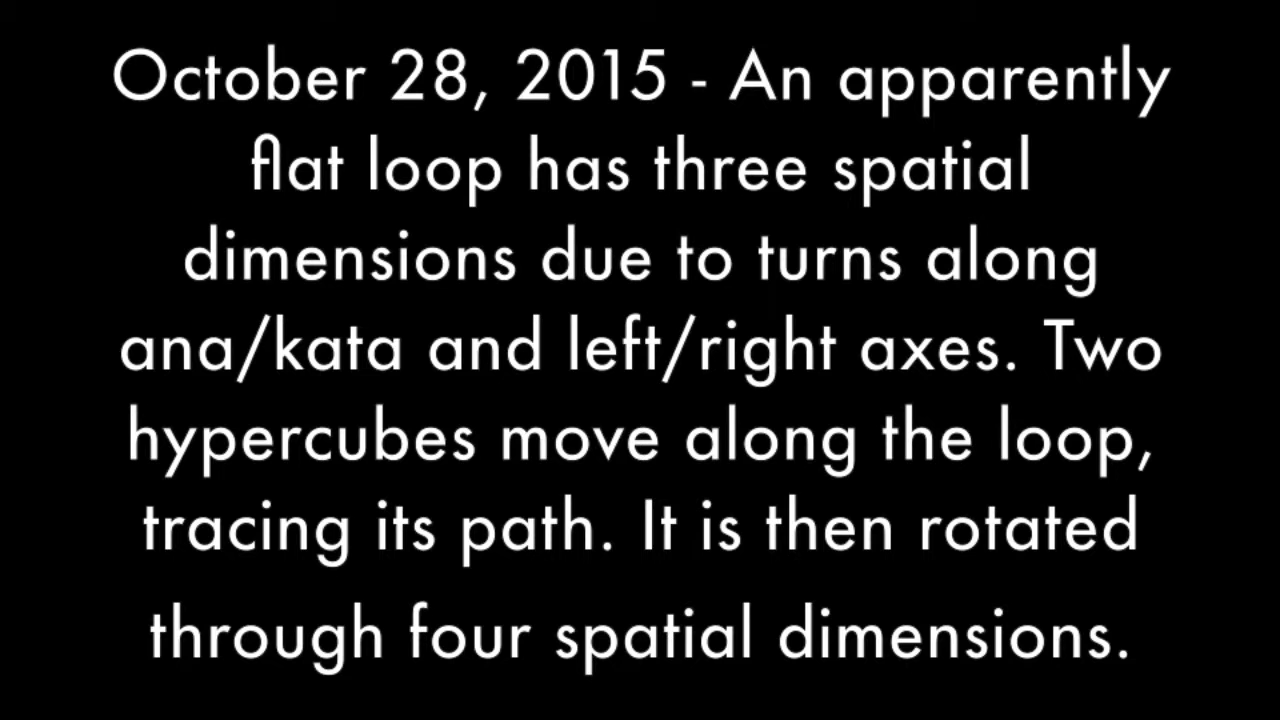 October 28, 2015 - An apparently
flat loop has three spatial
dimensions due to turns along
ana/kata and left/right axes. Two
hypercubes move along the loop,
tracing its path. It is then rotated
through four spatial dimensions.